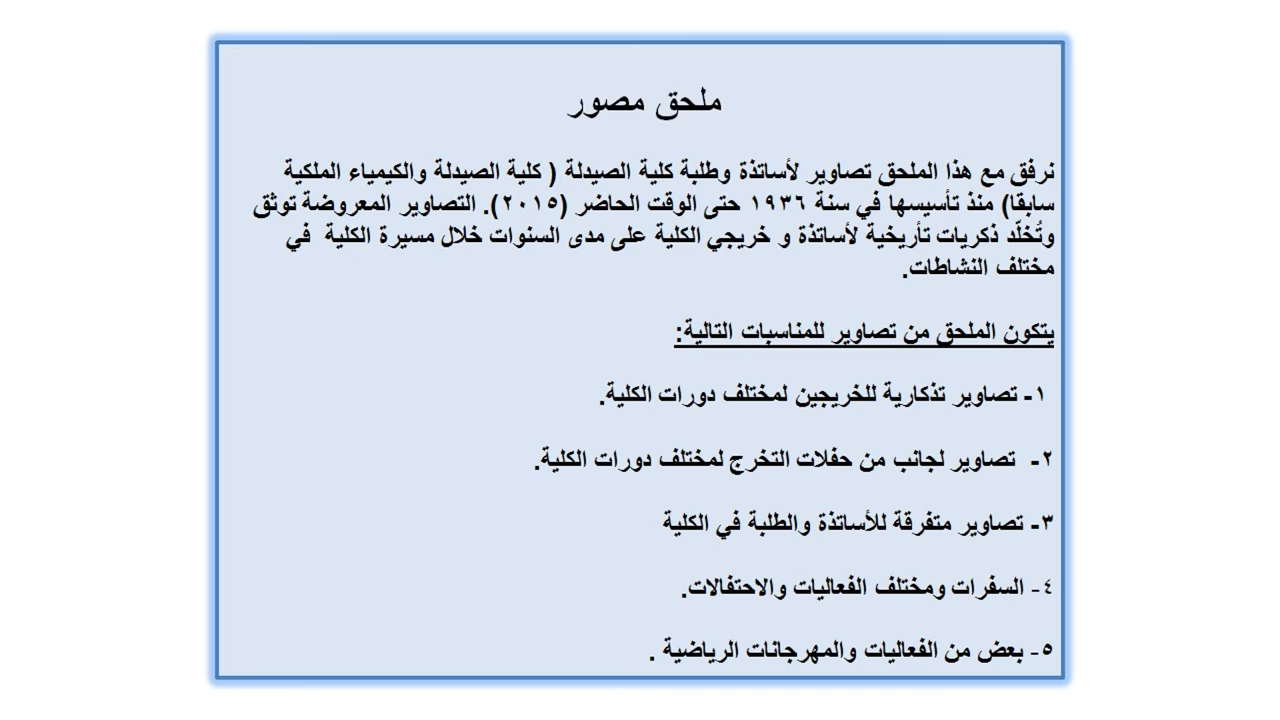 ملحق مصور
نرفق مع هذا الملحق تصاوير لأساتذة وطلبة كلية الصيدلة ( كلية الصيدلة والكيمياء الملكية
سابقا) منذ تأسيسها في سنة ١٩٣٦ حتى الوقت الحاضر (٢٠١٥). التصاوير المعروضة توثق
وتُخلّد ذكريات تأريخية لأساتذة و خريجي الكلية على مدى السنوات خلال مسيرة الكلية في
مختلف النشاطات.
يتكون الملحق من تصاوير للمناسبات التالية:
١- تصاوير تذكارية للخريجين لمختلف دورات الكلية.
٢- تصاوير لجانب من حفلات التخرج لمختلف دورات الكلية.
٣- تصاوير متفرقة للأساتذة والطلبة في الكلية
٤- السفرات ومختلف الفعاليات والاحتفالات.
٥- بعض من الفعاليات والمهرجانات الرياضية .